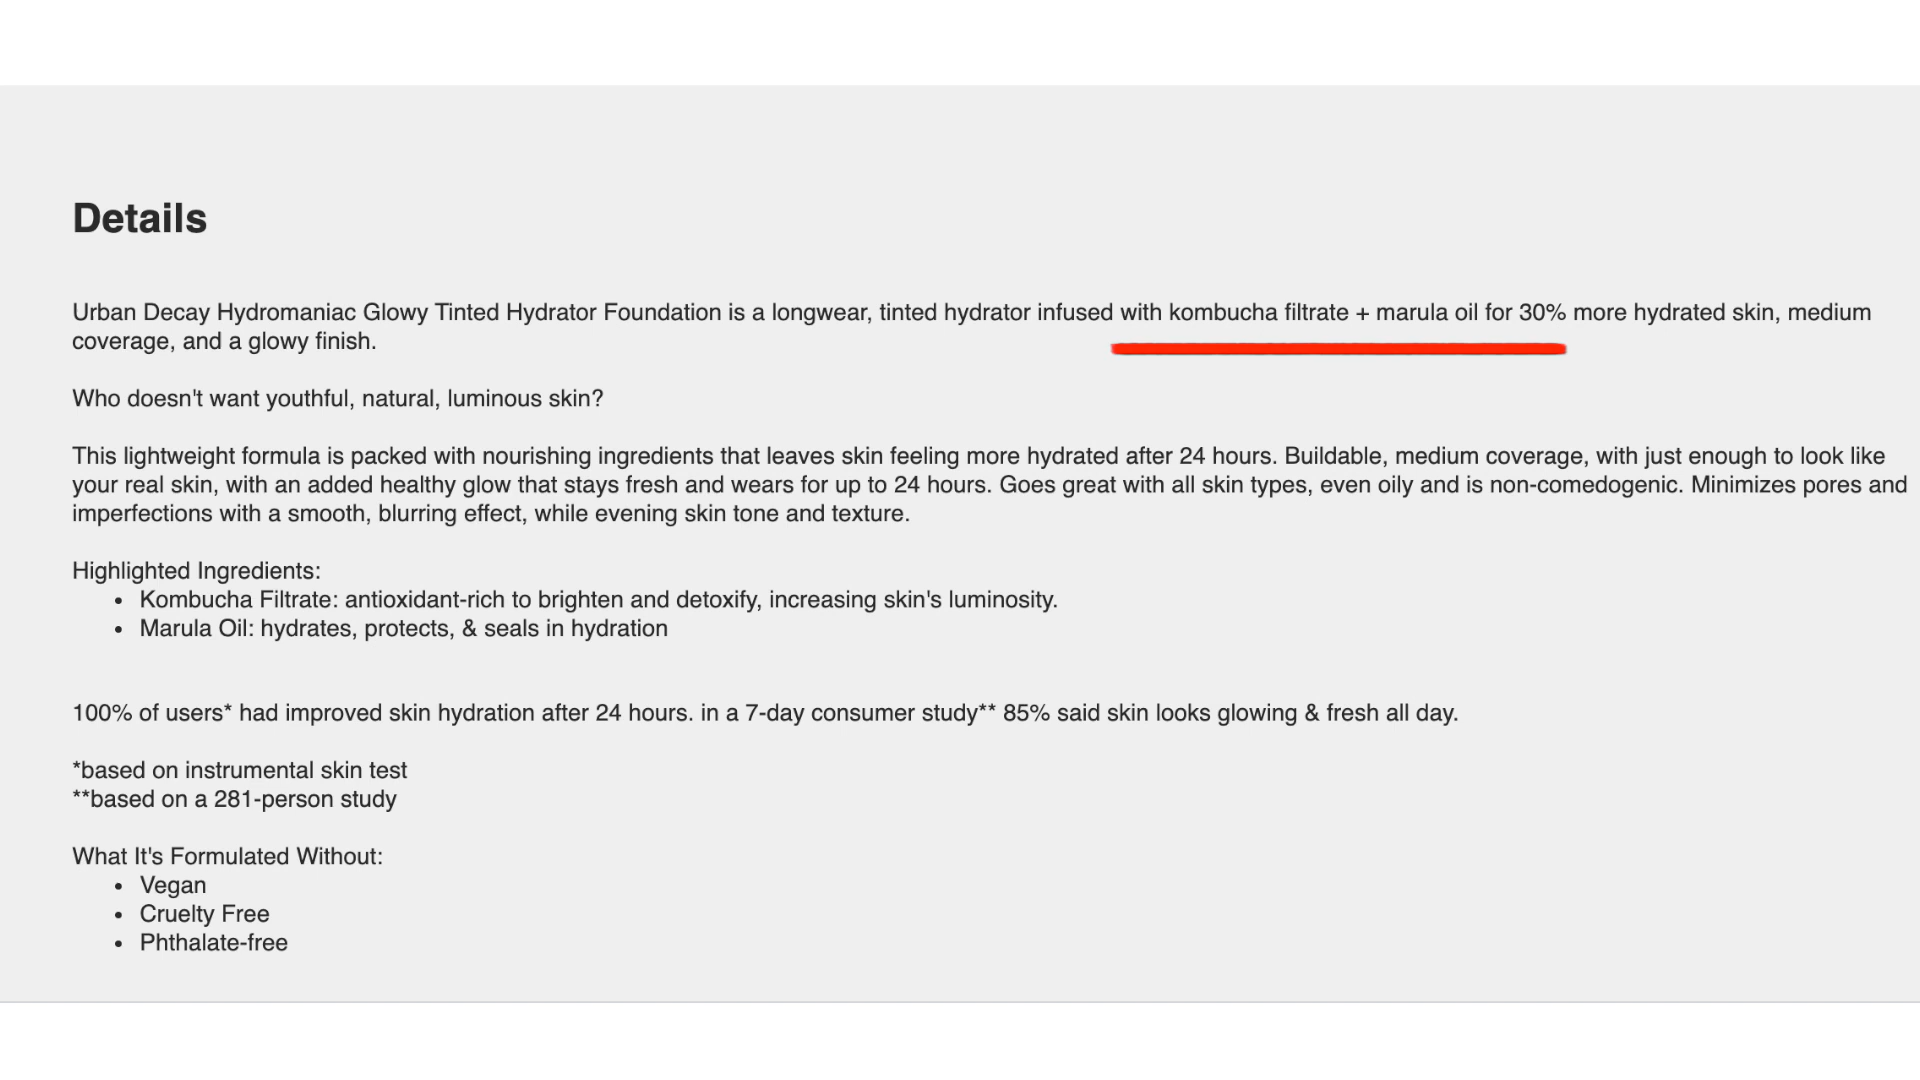 Details
Urban Decay Hydromaniac Glowy Tinted Hydrator Foundation is a longwear, tinted hydrator infused with kombucha filtrate + marula oil for 30% more hydrated skin, medium
coverage, and a glowy finish.
Who doesn't want youthful, natural, luminous skin?
This lightweight formula is packed with nourishing ingredients that leaves skin feeling more hydrated after 24 hours. Buildable, medium coverage, with just enough to look like
your real skin, with an added healthy glow that stays fresh and wears for up to 24 hours. Goes great with all skin types, even oily and is non-comedogenic. Minimizes pores and
imperfections with a smooth, blurring effect, while evening skin tone and texture.
Highlighted Ingredients:
• Kombucha Filtrate: antioxidant-rich to brighten and detoxify, increasing skin's luminosity.
• Marula Oil: hydrates, protects, & seals in hydration
100% of users* had improved skin hydration after 24 hours. in a 7-day consumer study** 85% said skin looks glowing & fresh all day.
*based on instrumental skin test
**based on a 281-person study
What It's Formulated Without:
• Vegan
• Cruelty Free
• Phthalate-free